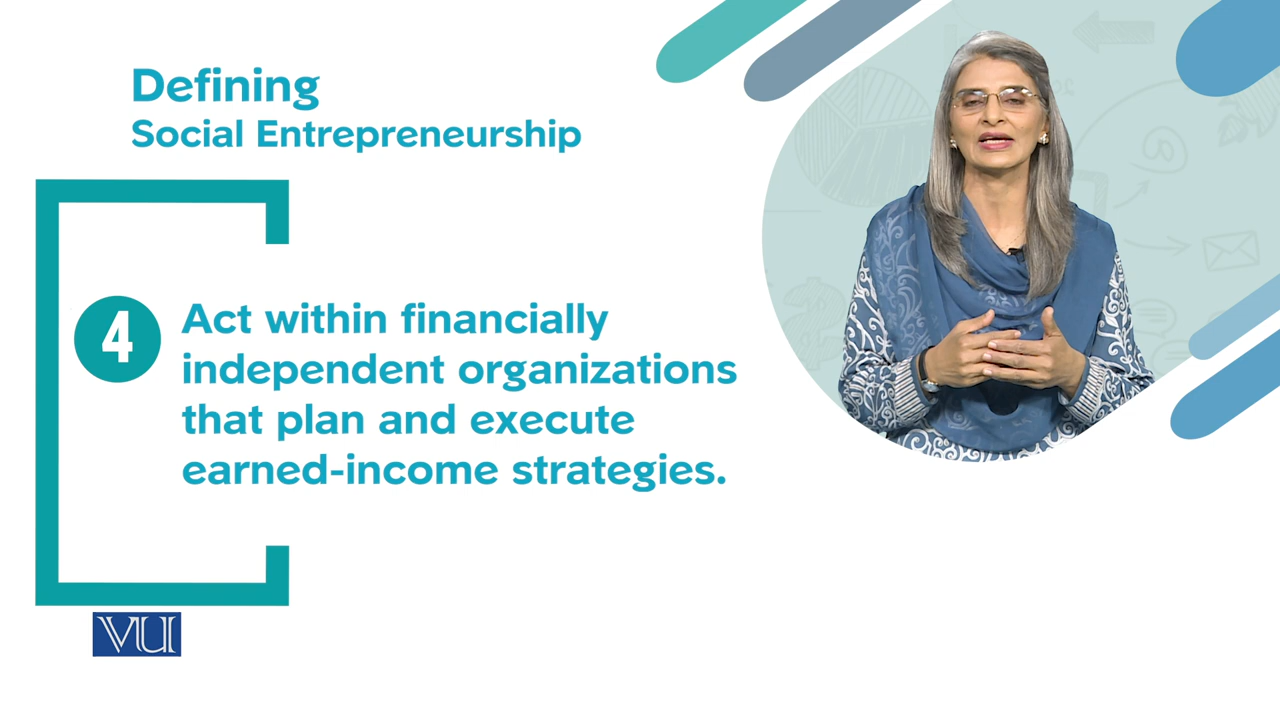 Defining
Social Entrepreneurship
4
Act within financially
independent organizations
that plan and execute
earned-income strategies.
VU